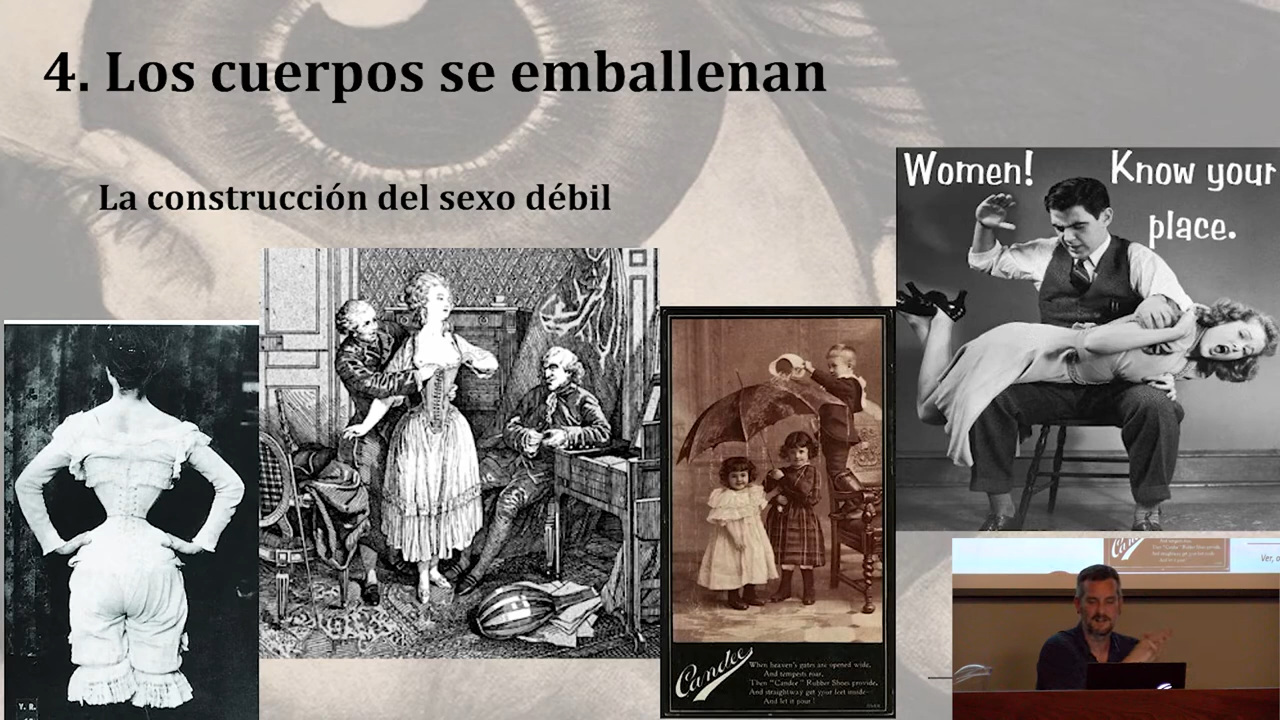 4. Los cuerpos se emballenan
La construcción del sexo débil
Women! Know your
place.
Candee
When heaven's gates are opened wide,
And tempests roar,
Then "Candee" Rubber Shoes provide,
And straightway get your feet inside—
And let it pour!
Y. R.
Candee
Ver,